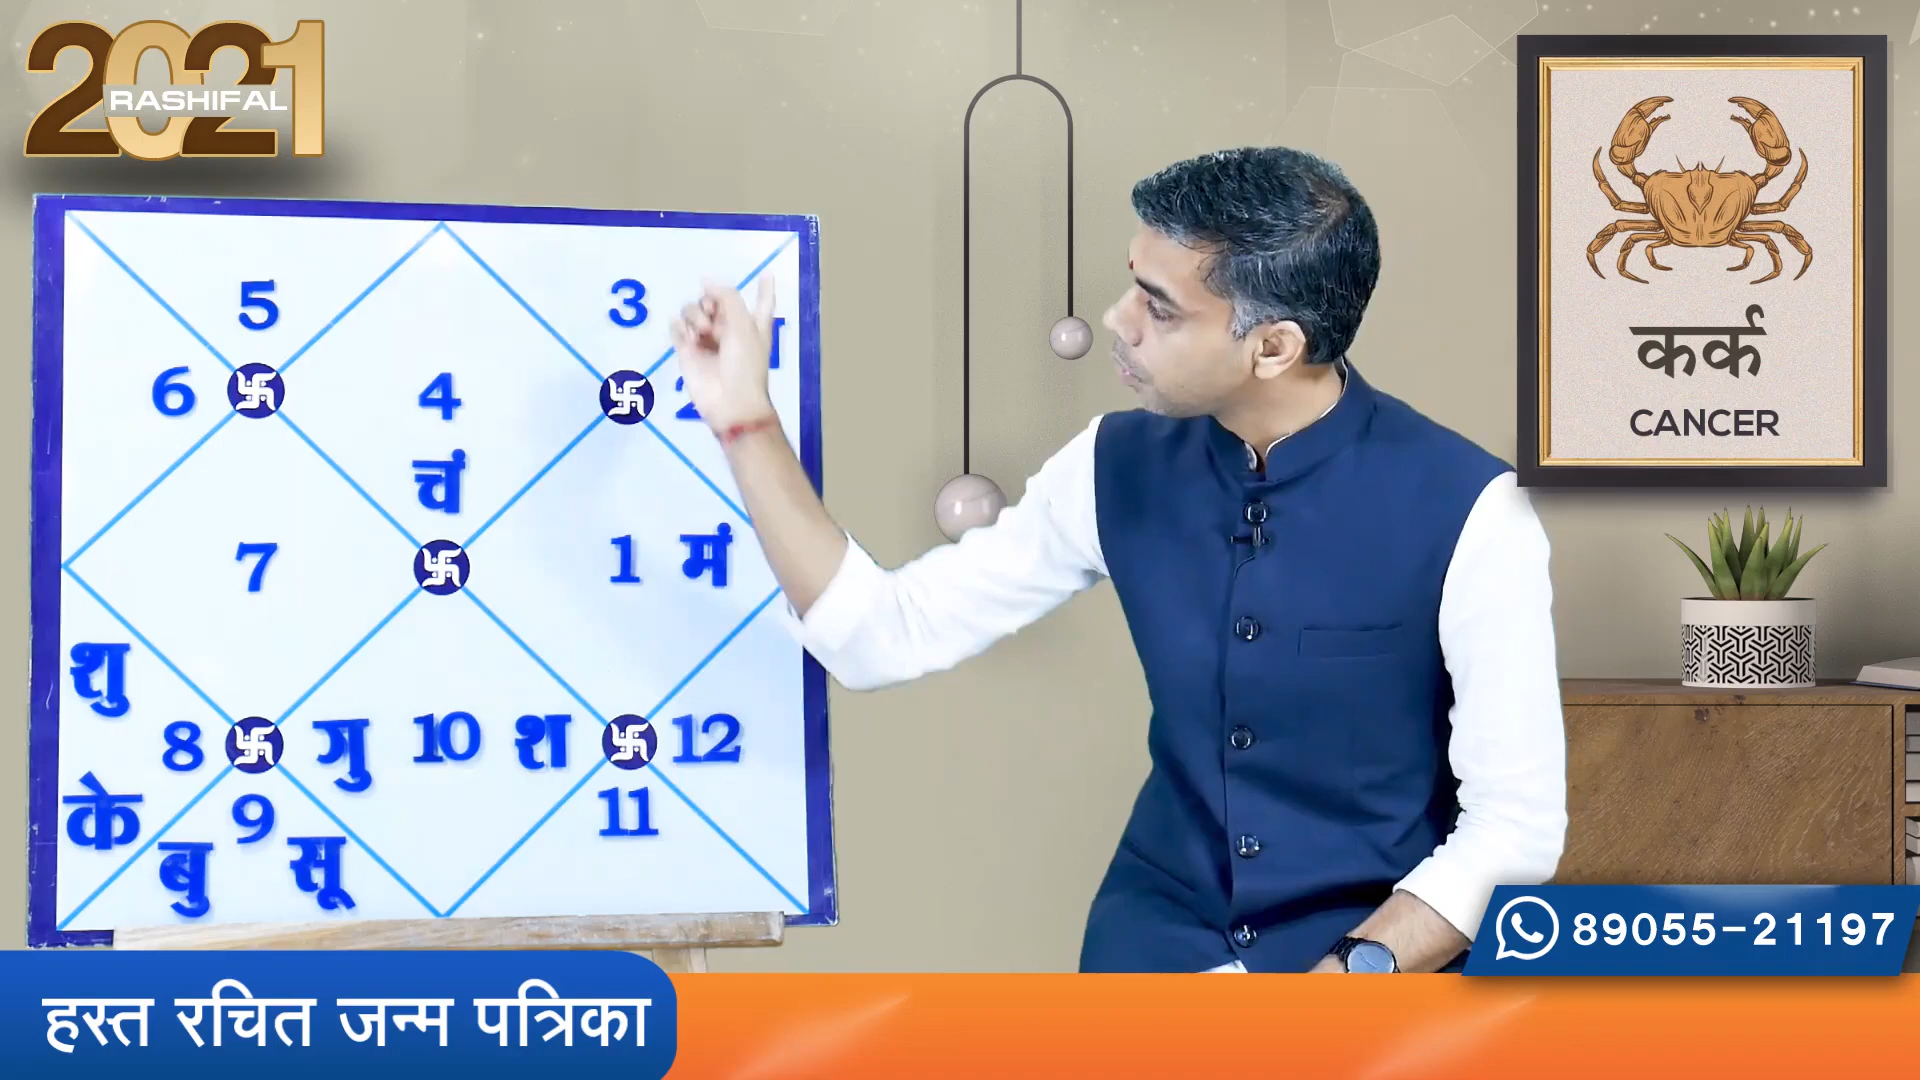 2021
RASHIFAL
5
3
6
4
चं
7
1 मं
शु
8
गु 10 श
12
के
9
11
बु
सू
कर्क
CANCER
89055-21197
हस्त रचित जन्म पत्रिका